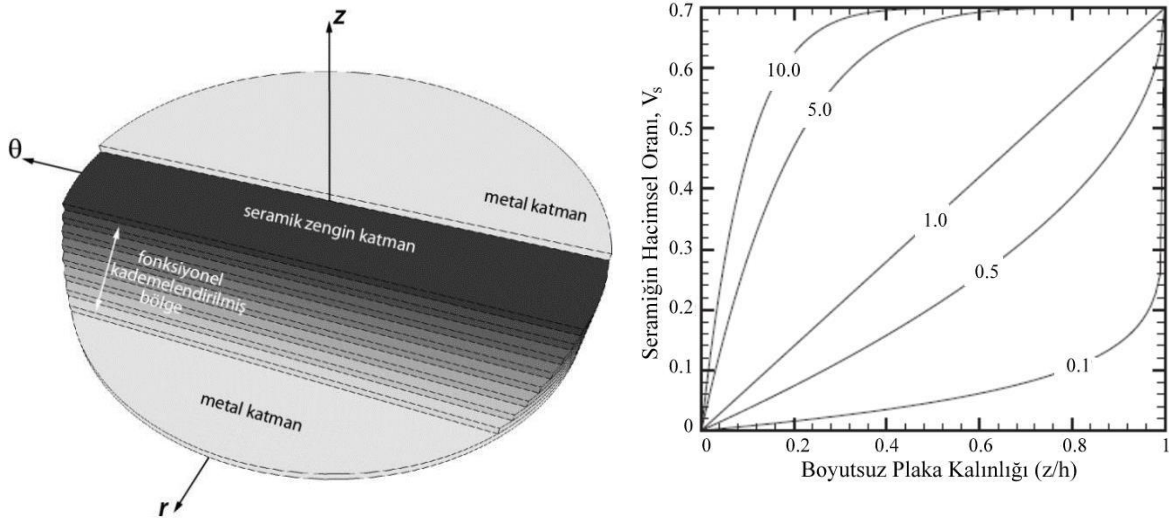 z
θ
metal katman
seramik zengin katman
fonksiyonel
kademelendirilmiş
bölge
metal katman
r
Seramiğin Hacimsel Oranı, Vs
0.7
0.6
0.5
0.4
0.3
0.2
0.1
0
10.0
5.0
1.0
0.5
0.1
0 0.2 0.4 0.6 0.8 1
Boyutsuz Plaka Kalınlığı (z/h)